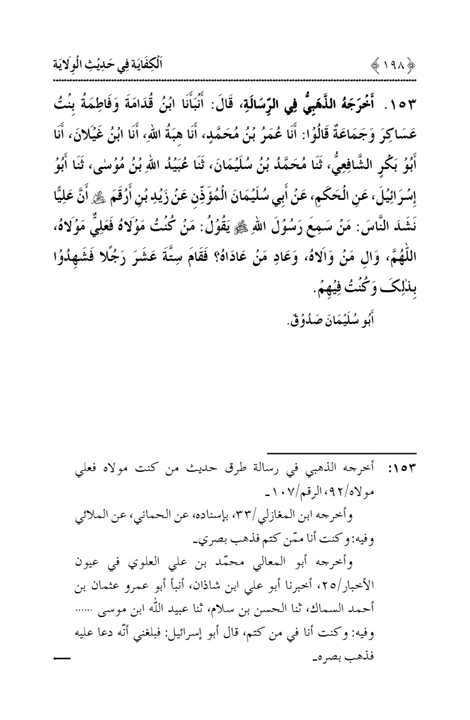 ﴿١٩٨﴾ اَلْكِفَايَة فِي حَدِيْثِ الْوِلَايَة
١٥٣. أَخْرَجَهُ الذَّهَبِيُّ فِي الرِّسَالَةِ، قَالَ: أَنْبَأَنَا ابْنُ قُدَامَةَ وَفَاطِمَةُ بِنْتُ
عَسَاكِرَ وَجَمَاعَةٌ قَالُوْا: أَنَا عُمَرُ بْنُ مُحَمَّدٍ، أَنَا هِبَةُ اللهِ، أَنَا ابْنُ غَيْلَانَ، أَنَا
أَبُوْ بَكْرٍ الشَّافِعِيُّ، ثَنَا مُحَمَّدُ بْنُ سُلَيْمَانَ، ثَنَا عُبَيْدُ اللهِ بْنُ مُوْسٰى، ثَنَا أَبُوْ
إِسْرَائِيْلَ، عَنِ الْحَكَمِ، عَنْ أَبِي سُلَيْمَانَ الْمُؤَذِّنِ عَنْ زَيْدِ بْنِ أَرْقَمَ ﷺ أَنَّ عَلِيًّا
نَشَدَ النَّاسَ: مَنْ سَمِعَ رَسُوْلَ اللهِ ﷺ يَقُوْلُ: مَنْ كُنْتُ مَوْلَاهُ فَعَلِيٌّ مَوْلَاهُ،
اَللّٰهُمَّ، وَالِ مَنْ وَالَاهُ، وَعَادِ مَنْ عَادَاهُ؟ فَقَامَ سِتَّةَ عَشَرَ رَجُلًا فَشَهِدُوْا
بِذٰلِكَ وَكُنْتُ فِيْهِمْ.
أَبُو سُلَيْمَانَ صَدُوْقٌ.
١٥٣: أخرجه الذهبي في رسالة طرق حديث من كنت مولاه فعلي
مولاه/٩٢، الرقم/١٠٧ـ
وأخرجه ابن المغازلي/٣٣، بإسناده، عن الحماني، عن الملائي
وفيه: وكنت أنا ممّن كتم فذهب بصري۔
وأخرجه أبو المعالي محمّد بن علي العلوي في عيون
الأخبار/٢٥، أخبرنا أبو علي ابن شاذان، أنبأ أبو عمرو عثمان بن
أحمد السماك، ثنا الحسن بن سلام، ثنا عبيد الله ابن موسى ......
وفيه: وكنت أنا في من كتم، قال أبو إسرائيل: فبلغني أنّه دعا عليه
فذهب بصره۔